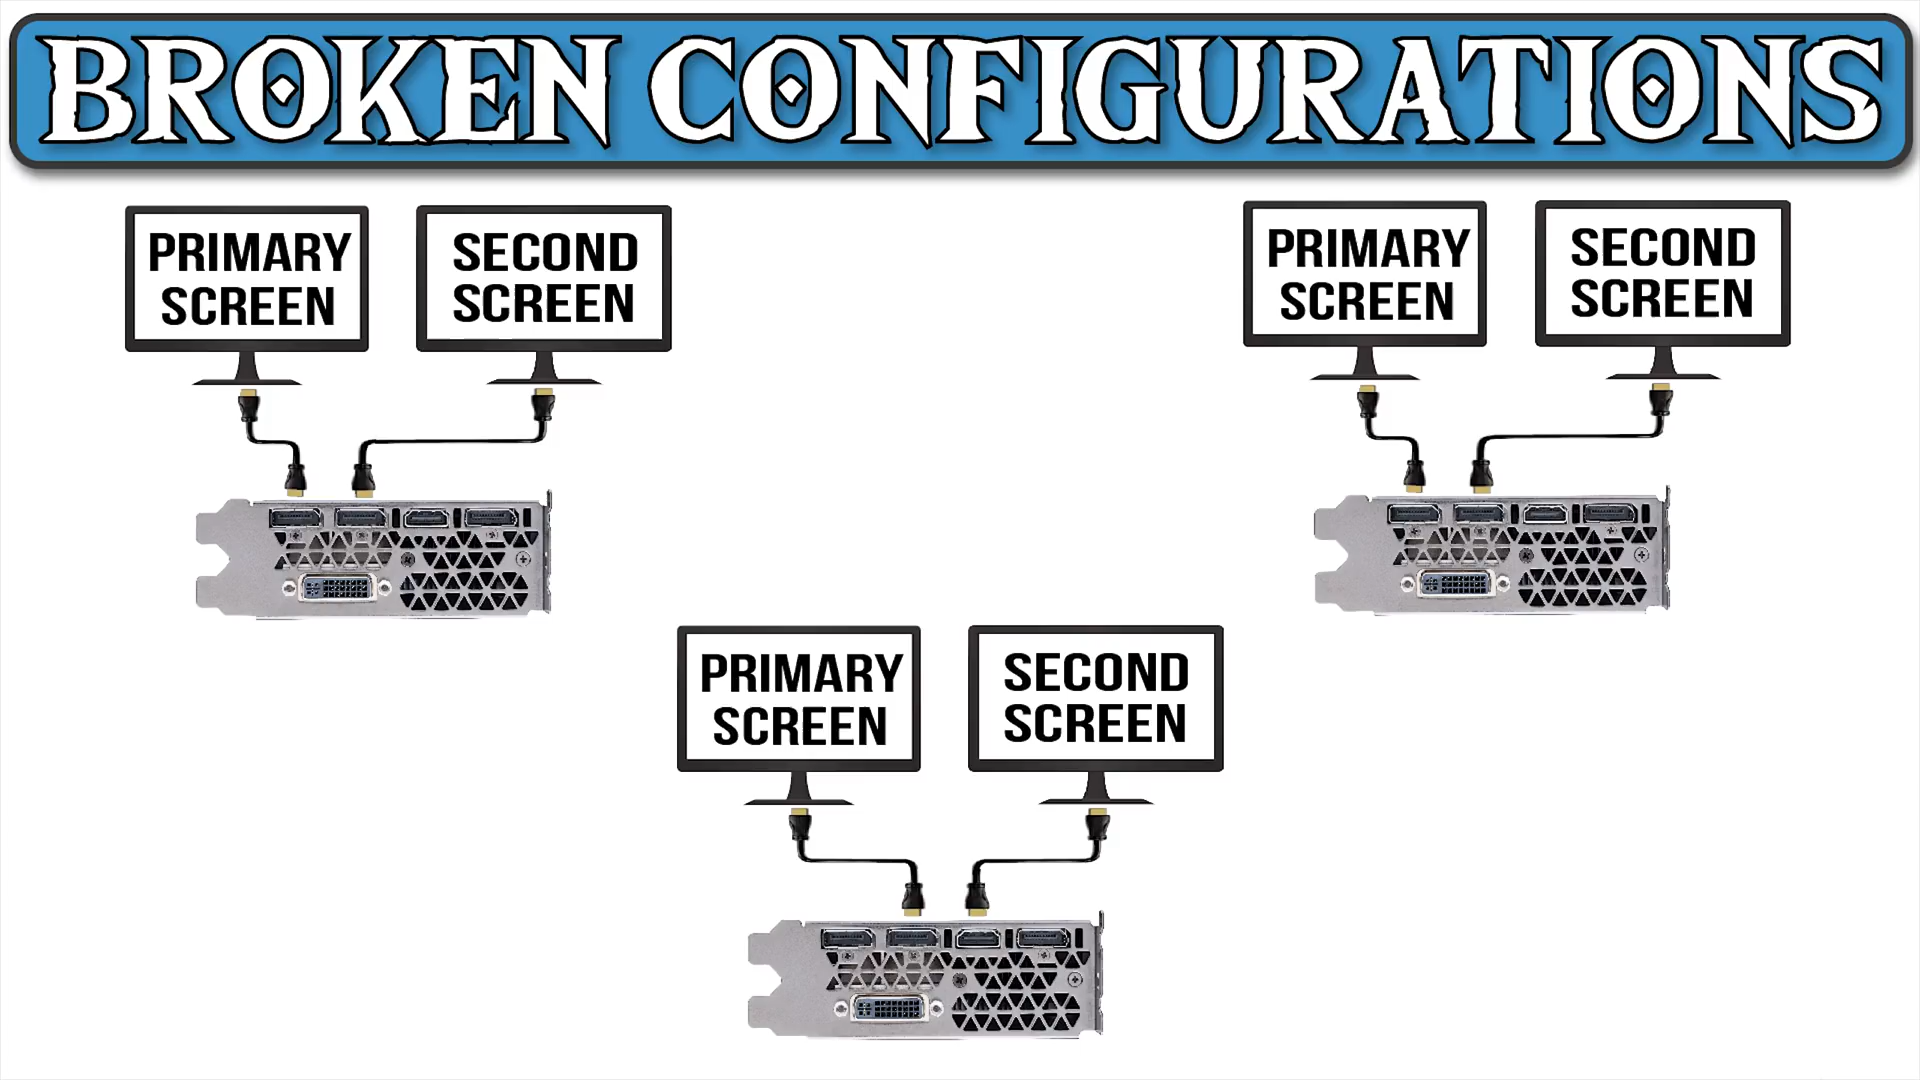 BROKEN CONFIGURATIONS
PRIMARY
SCREEN
SECOND
SCREEN
PRIMARY
SCREEN
SECOND
SCREEN
PRIMARY
SCREEN
SECOND
SCREEN